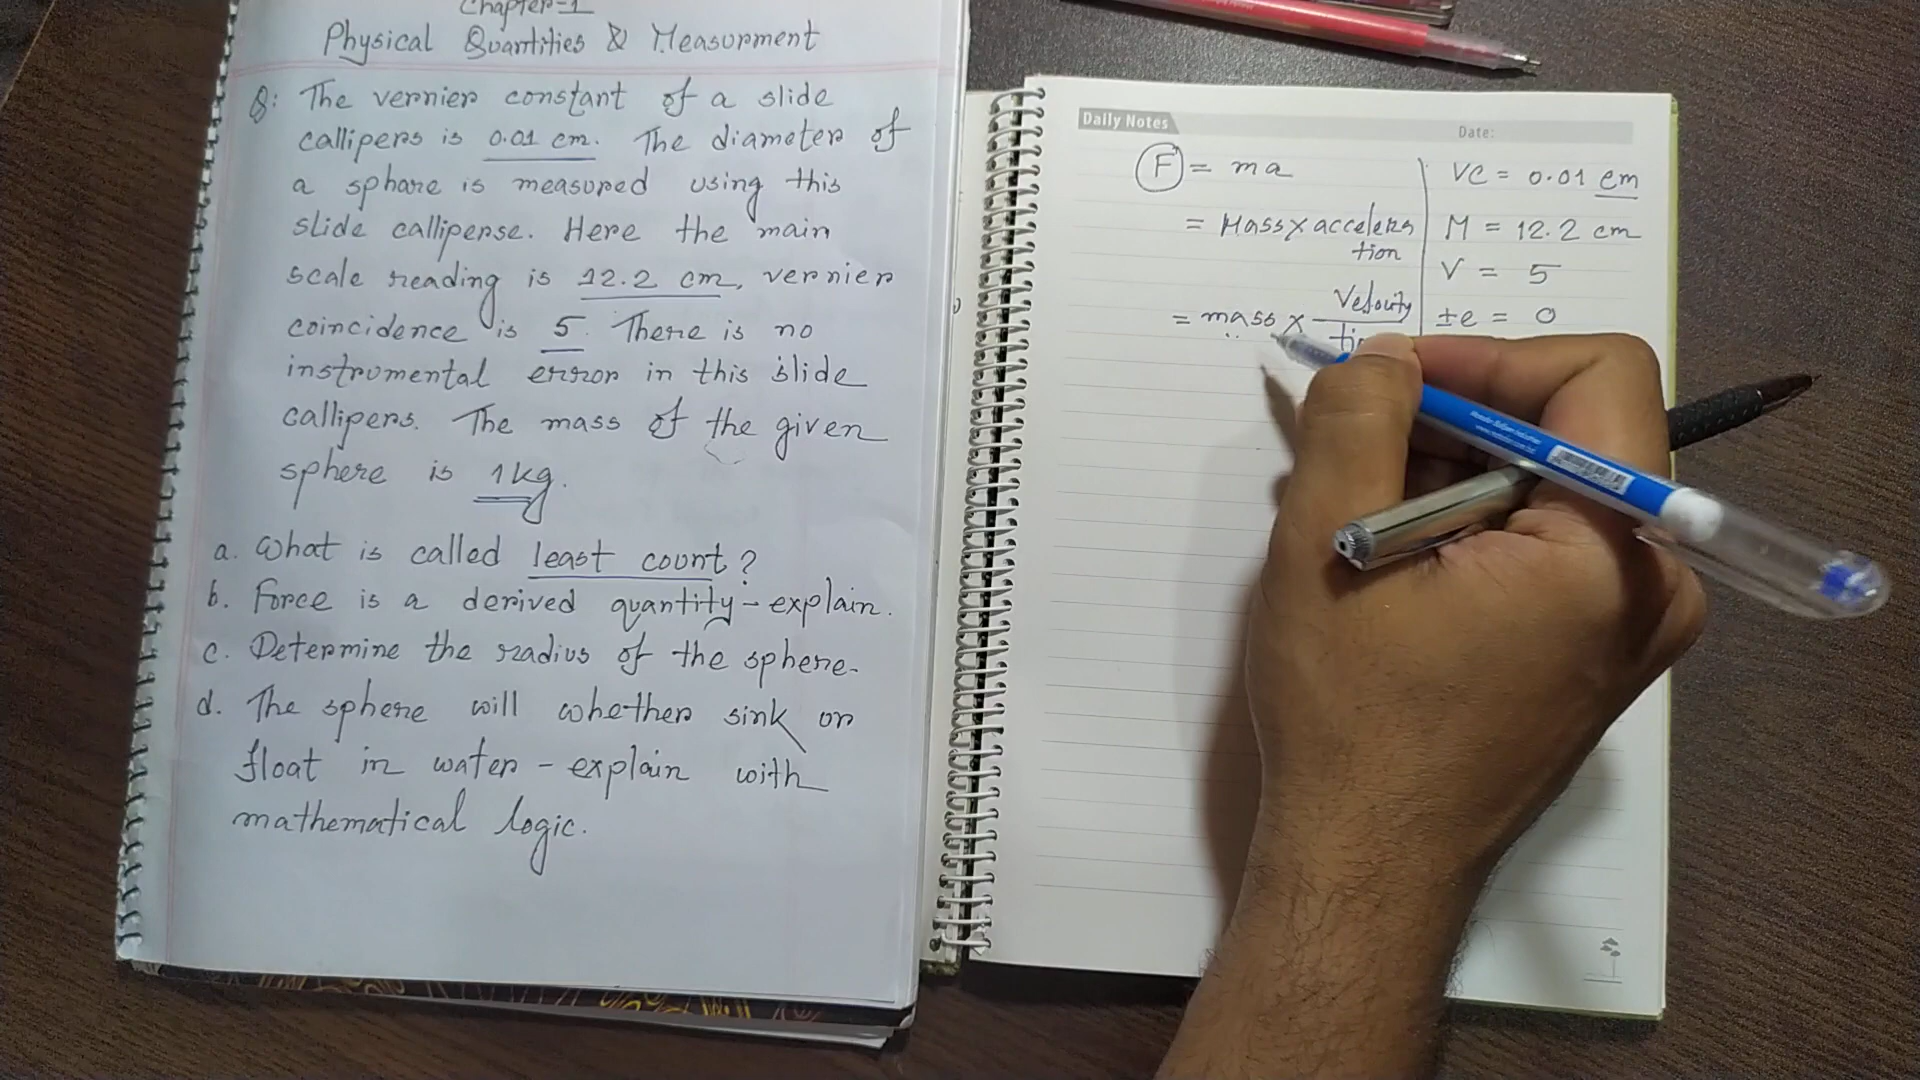 Chapter-1
Physical Quantities & Measurment
Q: The vernier constant of a slide
callipers is 0.01 cm. The diameter of
a sphare is measured using this
slide calliperse. Here the main
scale reading is 12.2 cm, vernier
coincidence is 5. There is no
instrumental error in this slide
callipers. The mass of the given
sphere is 1kg.
a. What is called least count?
b. Force is a derived quantity - explain.
c. Determine the radius of the sphere.
d. The sphere will whether sink or
float in water - explain with
mathematical logic.
Daily Notes
Date:
F = ma
= Mass x accelera
tion
= mass x Velocity
VC = 0.01 cm
M = 12.2 cm
V = 5
±e = 0